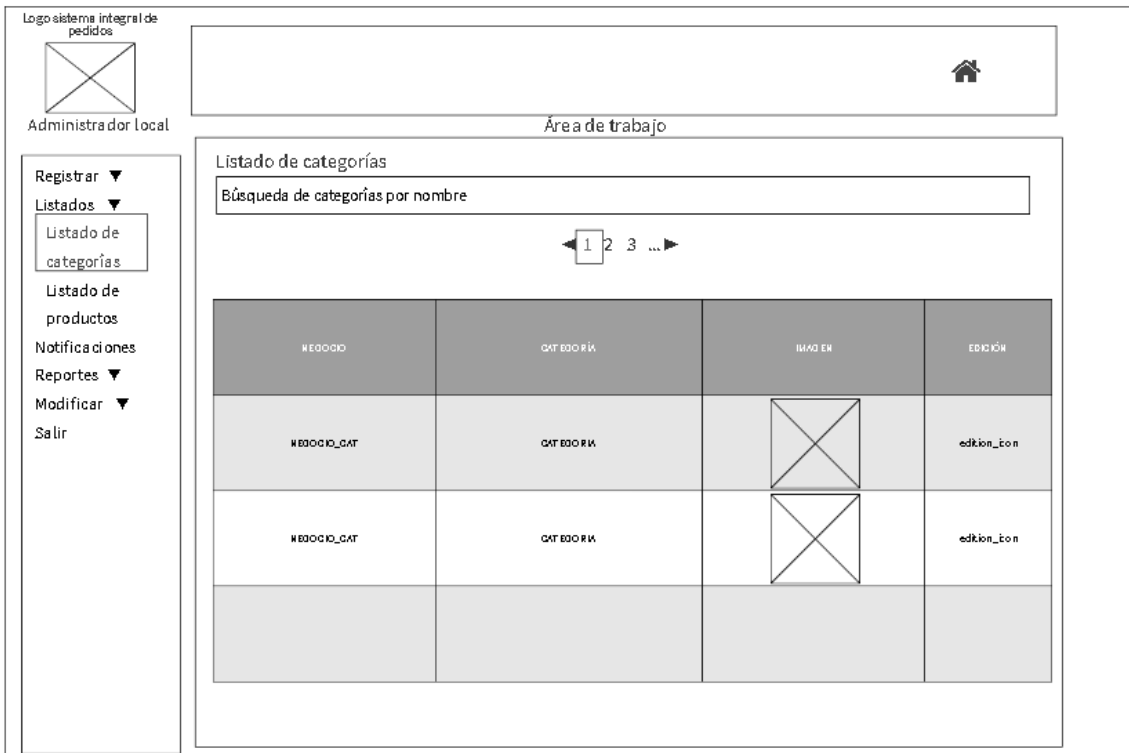 Logo sistema integral de
pedidos
Administrador local
Área de trabajo
Registrar ▼
Listados ▼
Listado de
categorías
Listado de
productos
Notificaciones
Reportes ▼
Modificar ▼
Salir
Listado de categorías
Búsqueda de categorías por nombre
◀ 1 2 3 ... ▶
NEGOCIO CATEGORÍA IMAGEN EDICIÓN
NEGOCIO_CAT CATEGORIA edition_icon
NEGOCIO_CAT CATEGORIA edition_icon